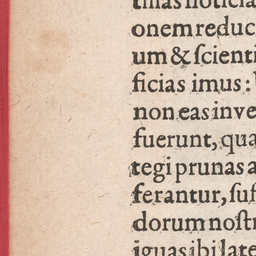 tinas noticia
onem reduc
um & ſcienti
ficias imus:
non eas inve
fuerunt, qua
tegi prunas a
ferantur, ſuf
dorum noſt
iguas ibi late